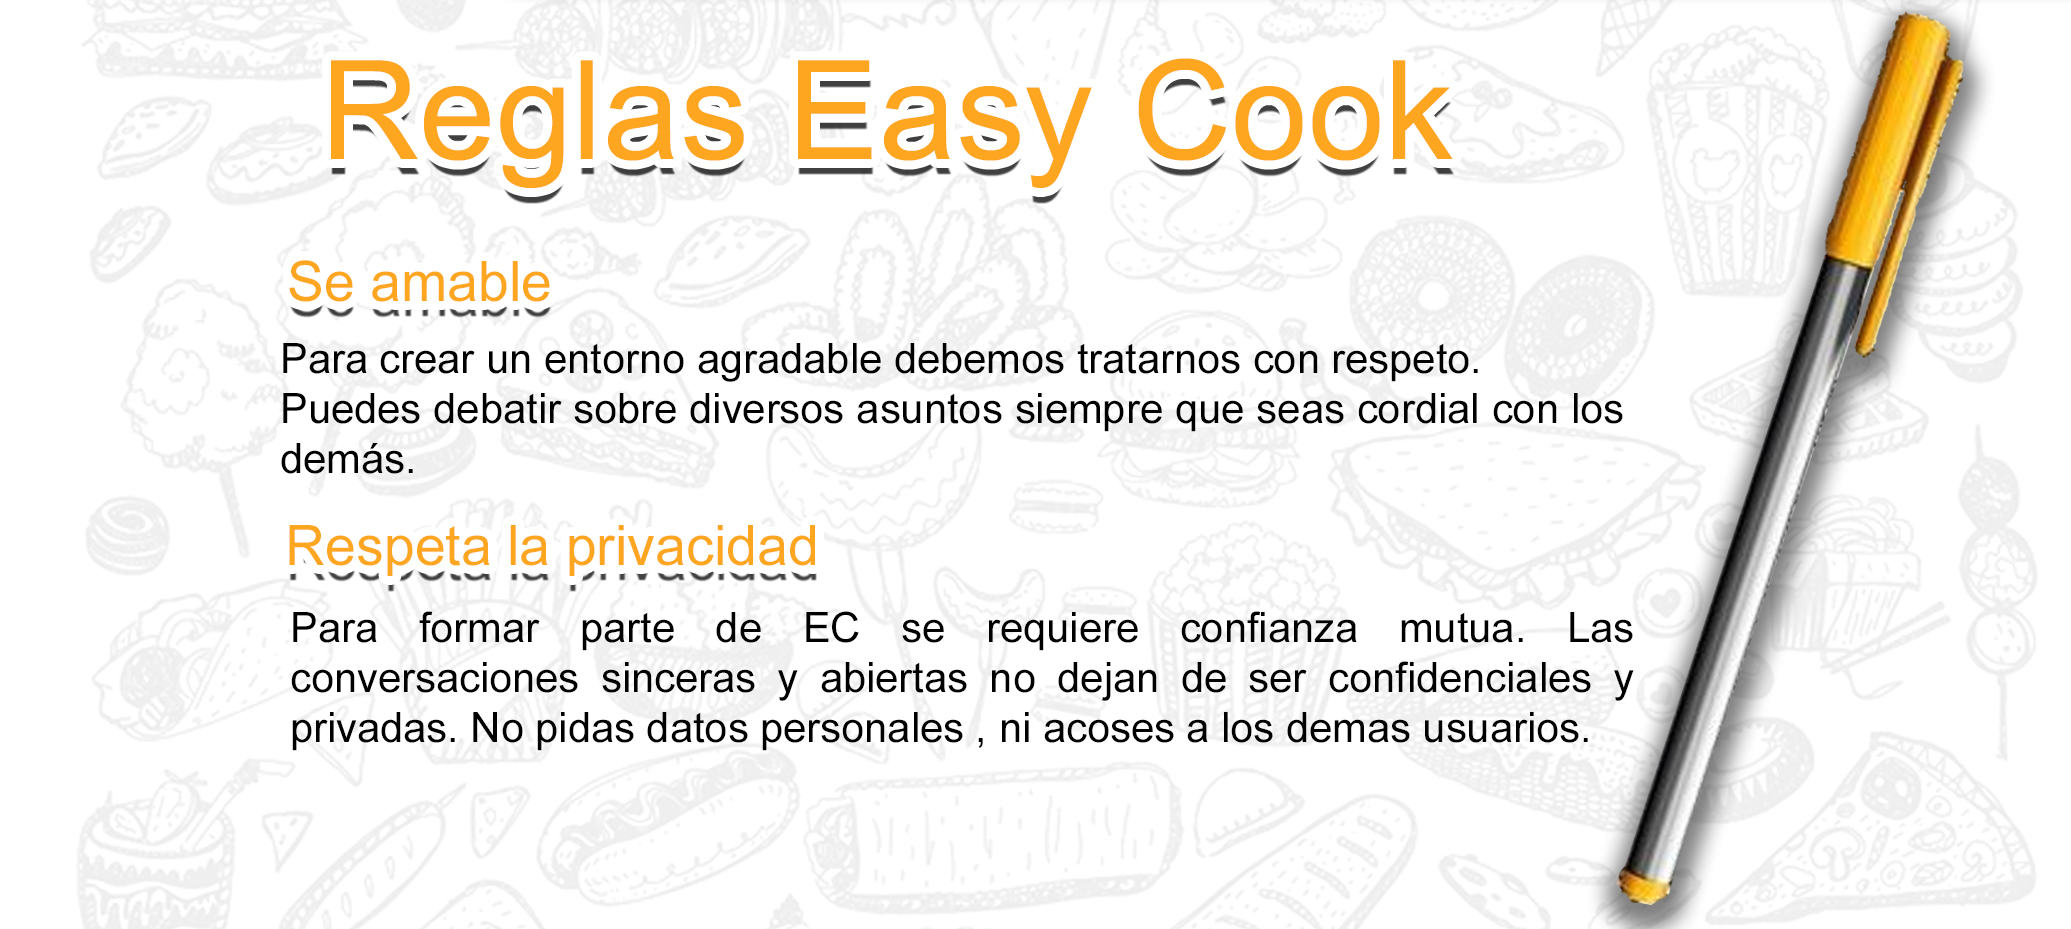 Reglas Easy Cook
Se amable
Para crear un entorno agradable debemos tratarnos con respeto.
Puedes debatir sobre diversos asuntos siempre que seas cordial con los
demás.
Respeta la privacidad
Para formar parte de EC se requiere confianza mutua. Las
conversaciones sinceras y abiertas no dejan de ser confidenciales y
privadas. No pidas datos personales , ni acoses a los demas usuarios.